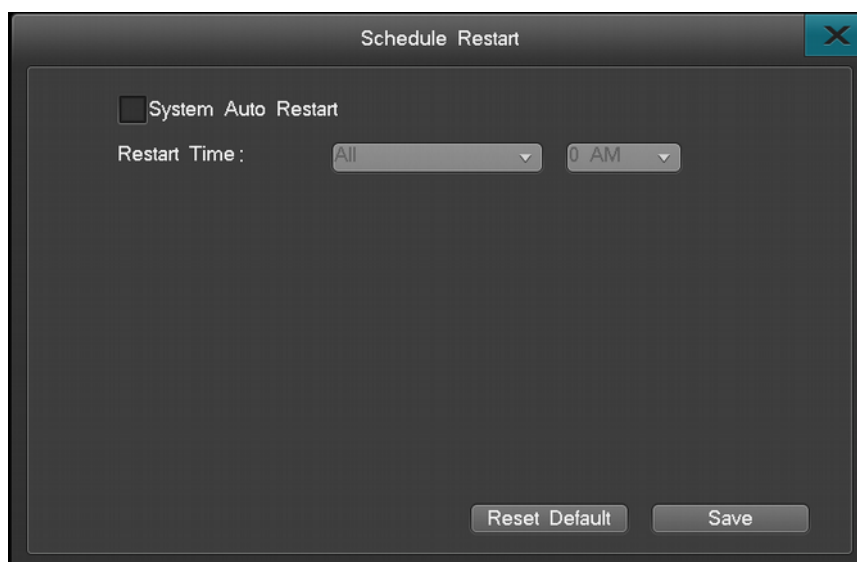 Schedule Restart
System Auto Restart
Restart Time :
All
0 AM
Reset Default
Save